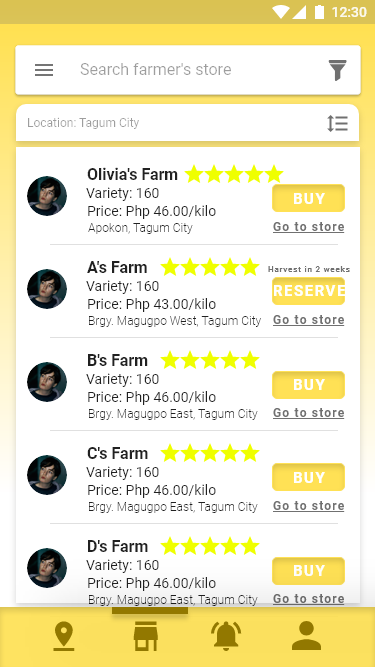 12:30
Search farmer's store
Location: Tagum City
Olivia's Farm
Variety: 160
BUY
Price: Php 46.00/kilo
Apokon, Tagum City
Go to store
A's Farm
Harvest in 2 weeks
Variety: 160
RESERVE
Price: Php 43.00/kilo
Brgy. Magugpo West, Tagum City
Go to store
B's Farm
Variety: 160
BUY
Price: Php 46.00/kilo
Brgy. Magugpo East, Tagum City
Go to store
C's Farm
Variety: 160
BUY
Price: Php 46.00/kilo
Brgy. Magugpo East, Tagum City
Go to store
D's Farm
Variety: 160
BUY
Price: Php 46.00/kilo
Brgy. Magugpo East, Tagum City
Go to store